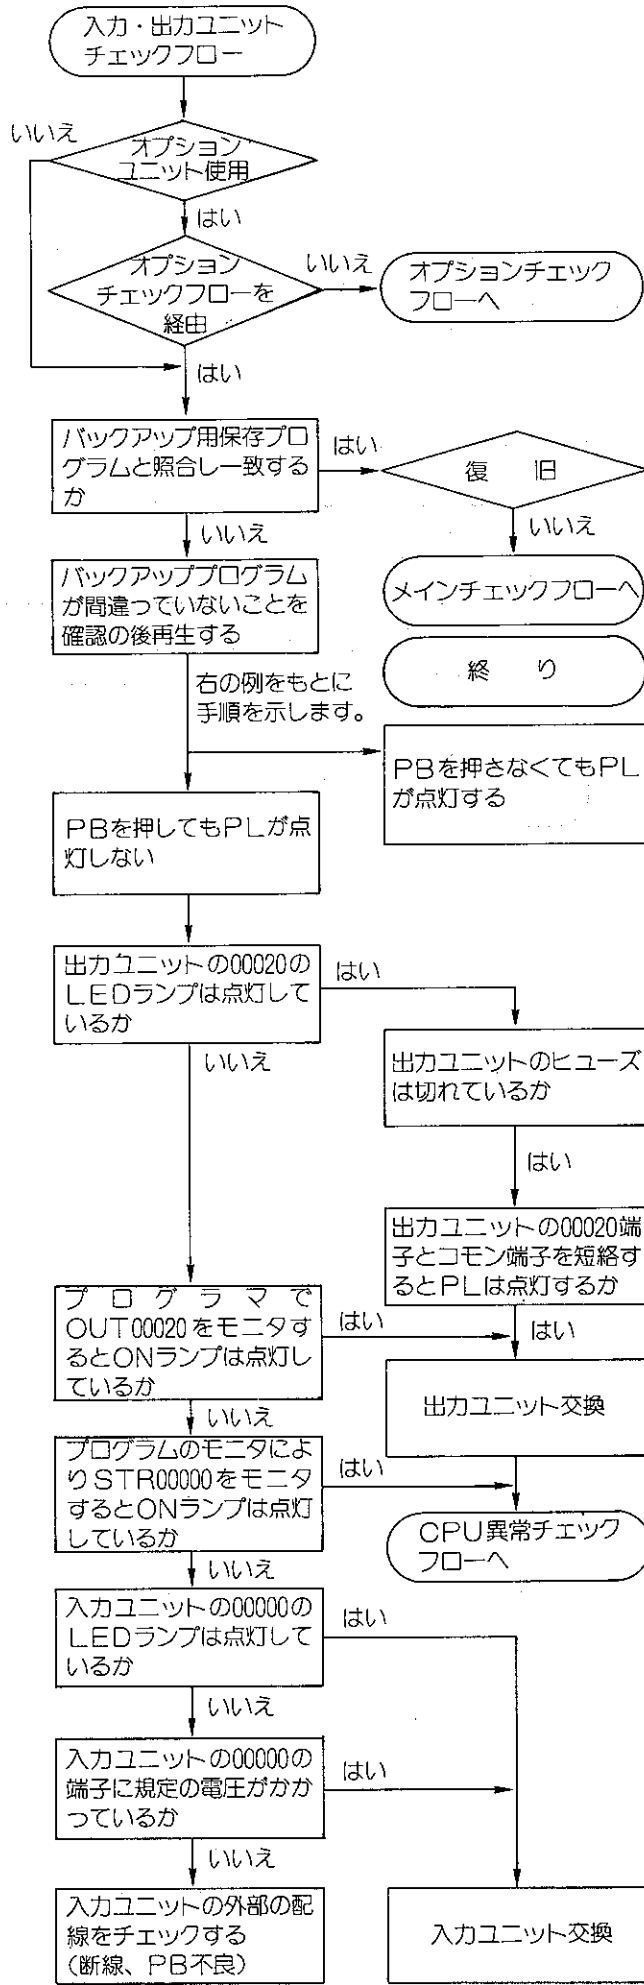 入力・出力ユニット
チェックフロー
いいえ
オプション
ユニット使用
はい
オプション
チェックフローを
経由
いいえ
オプションチェック
フローへ
はい
バックアップ用保存プロ
グラムと照合し一致する
か
はい
復 旧
いいえ
いいえ
バックアッププログラム
が間違っていないことを
確認の後再生する
メインチェックフローへ
終 り
右の例をもとに
手順を示します。
PBを押さなくてもPL
が点灯する
PBを押してもPLが点
灯しない
出力ユニットの00020の
LEDランプは点灯して
いるか
はい
いいえ
出力ユニットのヒューズ
は切れているか
はい
出力ユニットの00020端
子とコモン端子を短絡す
るとPLは点灯するか
プログラマで
OUT00020をモニタす
るとONランプは点灯し
ているか
はい
はい
いいえ
出力ユニット交換
プログラムのモニタによ
りSTR00000をモニタ
するとONランプは点灯
しているか
はい
CPU異常チェック
フローへ
いいえ
入力ユニットの00000の
LEDランプは点灯して
いるか
はい
いいえ
入力ユニットの00000の
端子に規定の電圧がかか
っているか
はい
いいえ
入力ユニットの外部の配
線をチェックする
(断線、PB不良)
入力ユニット交換